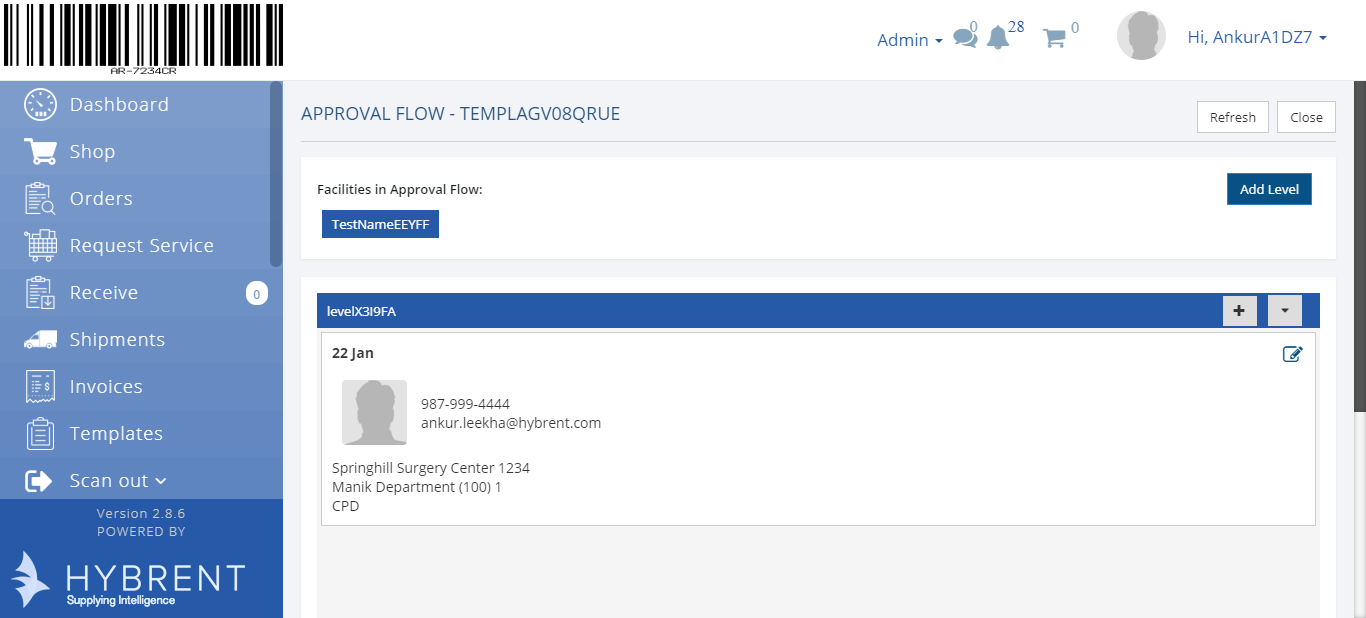 AR-7234CR
Admin
0
28
0
Hi, AnkurA1DZ7
Dashboard
Shop
Orders
Request Service
Receive
0
Shipments
Invoices
Templates
Scan out
Version 2.8.6
POWERED BY
HYBRENT
Supplying Intelligence
APPROVAL FLOW - TEMPLAGV08QRUE
Refresh
Close
Facilities in Approval Flow:
Add Level
TestNameEEYFF
levelX3I9FA
22 Jan
987-999-4444
ankur.leekha@hybrent.com
Springhill Surgery Center 1234
Manik Department (100) 1
CPD